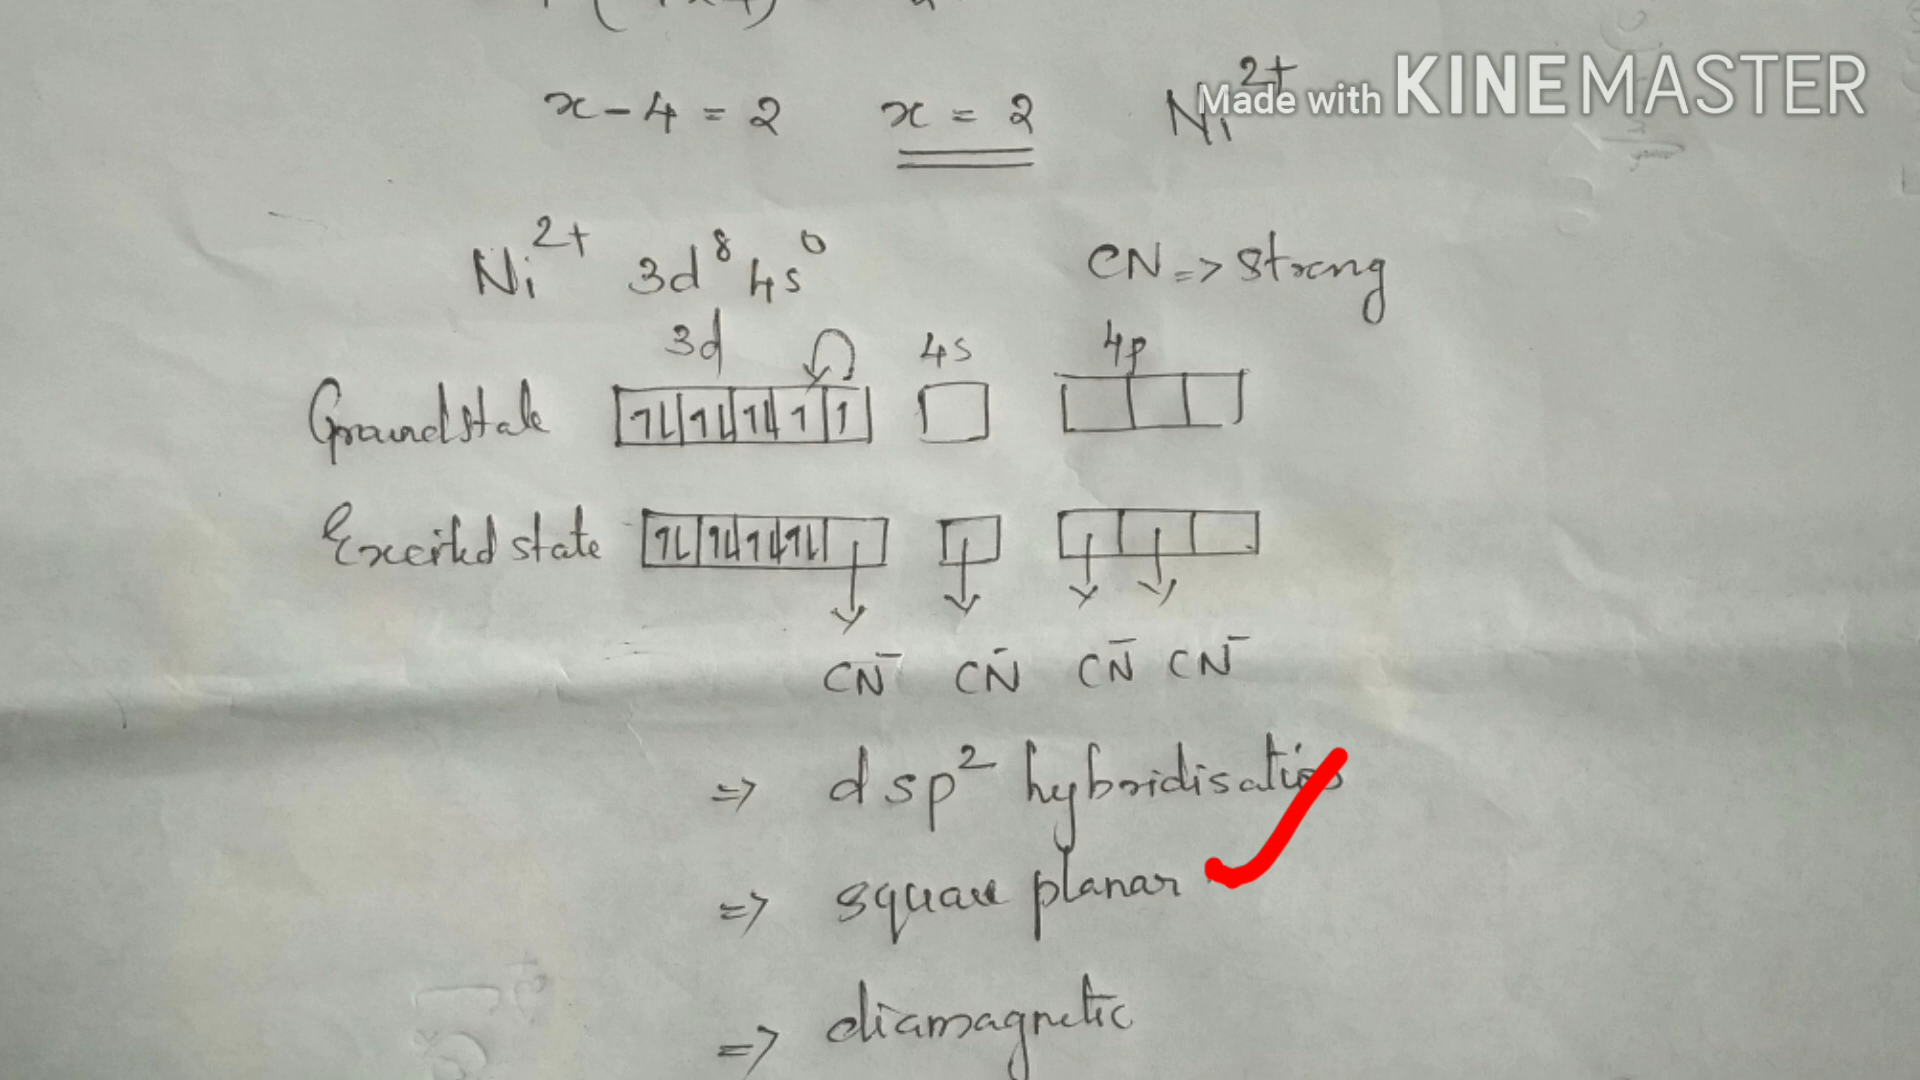 x - 4 = 2    x = 2    Ni2+
Made with KINEMASTER
Ni2+ 3d8 4s0    CN => strong
3d    4s    4p
Ground state
Excited state
CN- CN- CN- CN-
=> dsp2 hybridisation
=> square planar
=> diamagnetic